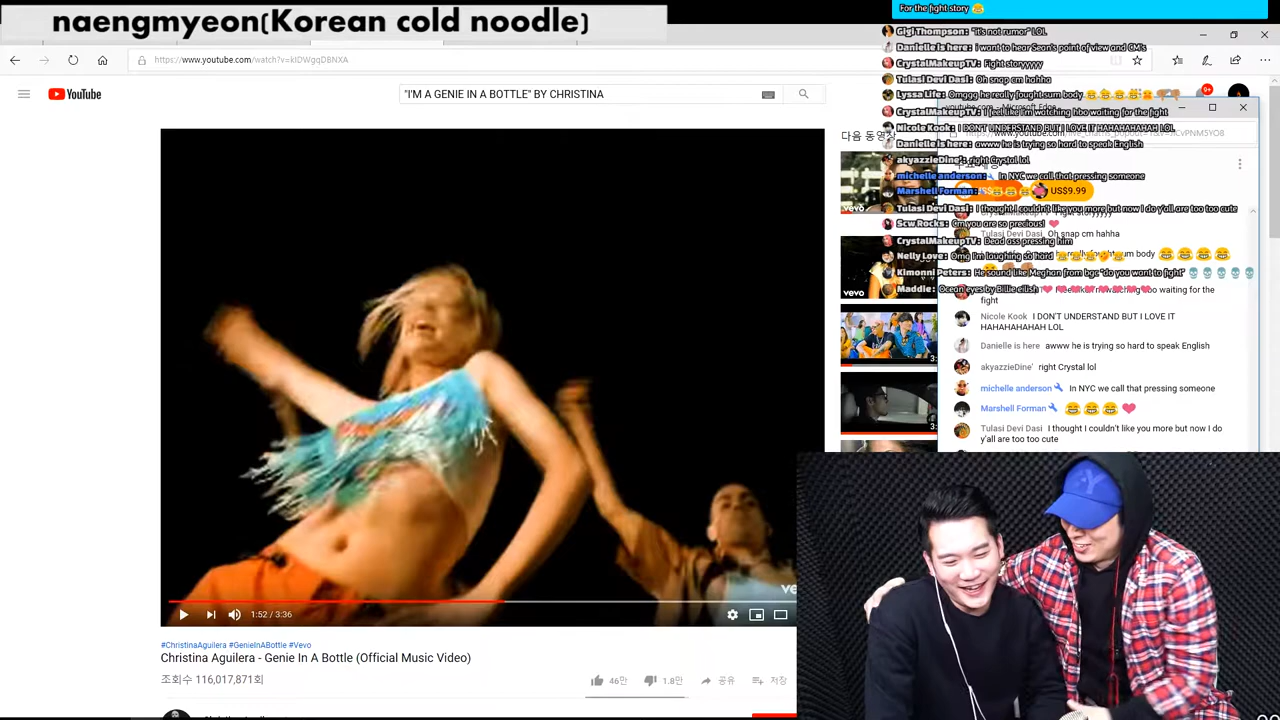 naengmyeon(Korean cold noodle)
For the fight story
https://www.youtube.com/watch?v=kIDWggDBNXA
YouTube
"I'M A GENIE IN A BOTTLE" BY CHRISTINA
9+
Gigi Thompson: "it's not rumor" LOL
Danielle is here: i want to hear Sean's point of view and CM's
CrystalMakeupTV: Fight storyyyyy
Tulasi Devi Dasi: Oh snap cm hahha
Lyssa Life: Omggg he really fought sum body
CrystalMakeupTV: I feel like I'm watching hbo waiting for the fight
Nicole Kook: I DON'T UNDERSTAND BUT I LOVE IT HAHAHAHAHAH LOL
Danielle is here: awww he is trying so hard to speak English
akyazzieDine': right Crystal lol
michelle anderson: In NYC we call that pressing someone
Marshell Forman:
Tulasi Devi Dasi: I thought I couldn't like you more but now I do y'all are too too cute
Scw Rocks: Cm you are so precious!
CrystalMakeupTV: Dead ass pressing him
Nelly Love: Omg I'm laughing so hard
Kimonni Peters: He sound like Meghan from bgc "do you want to fight"
Maddie: Ocean eyes by Billie eilish
다음 동영상
US$9.99
Tulasi Devi Dasi Oh snap cm hahha
waiting for the
fight
Nicole Kook I DON'T UNDERSTAND BUT I LOVE IT
HAHAHAHAHAH LOL
Danielle is here awww he is trying so hard to speak English
akyazzieDine' right Crystal lol
michelle anderson In NYC we call that pressing someone
Marshell Forman
Tulasi Devi Dasi I thought I couldn't like you more but now I do
y'all are too too cute
vevo
vevo
3:
3:
1:52 / 3:36
#ChristinaAguilera #GenieInABottle #Vevo
Christina Aguilera - Genie In A Bottle (Official Music Video)
조회수 116,017,871회
46만
1.8만
공유
저장